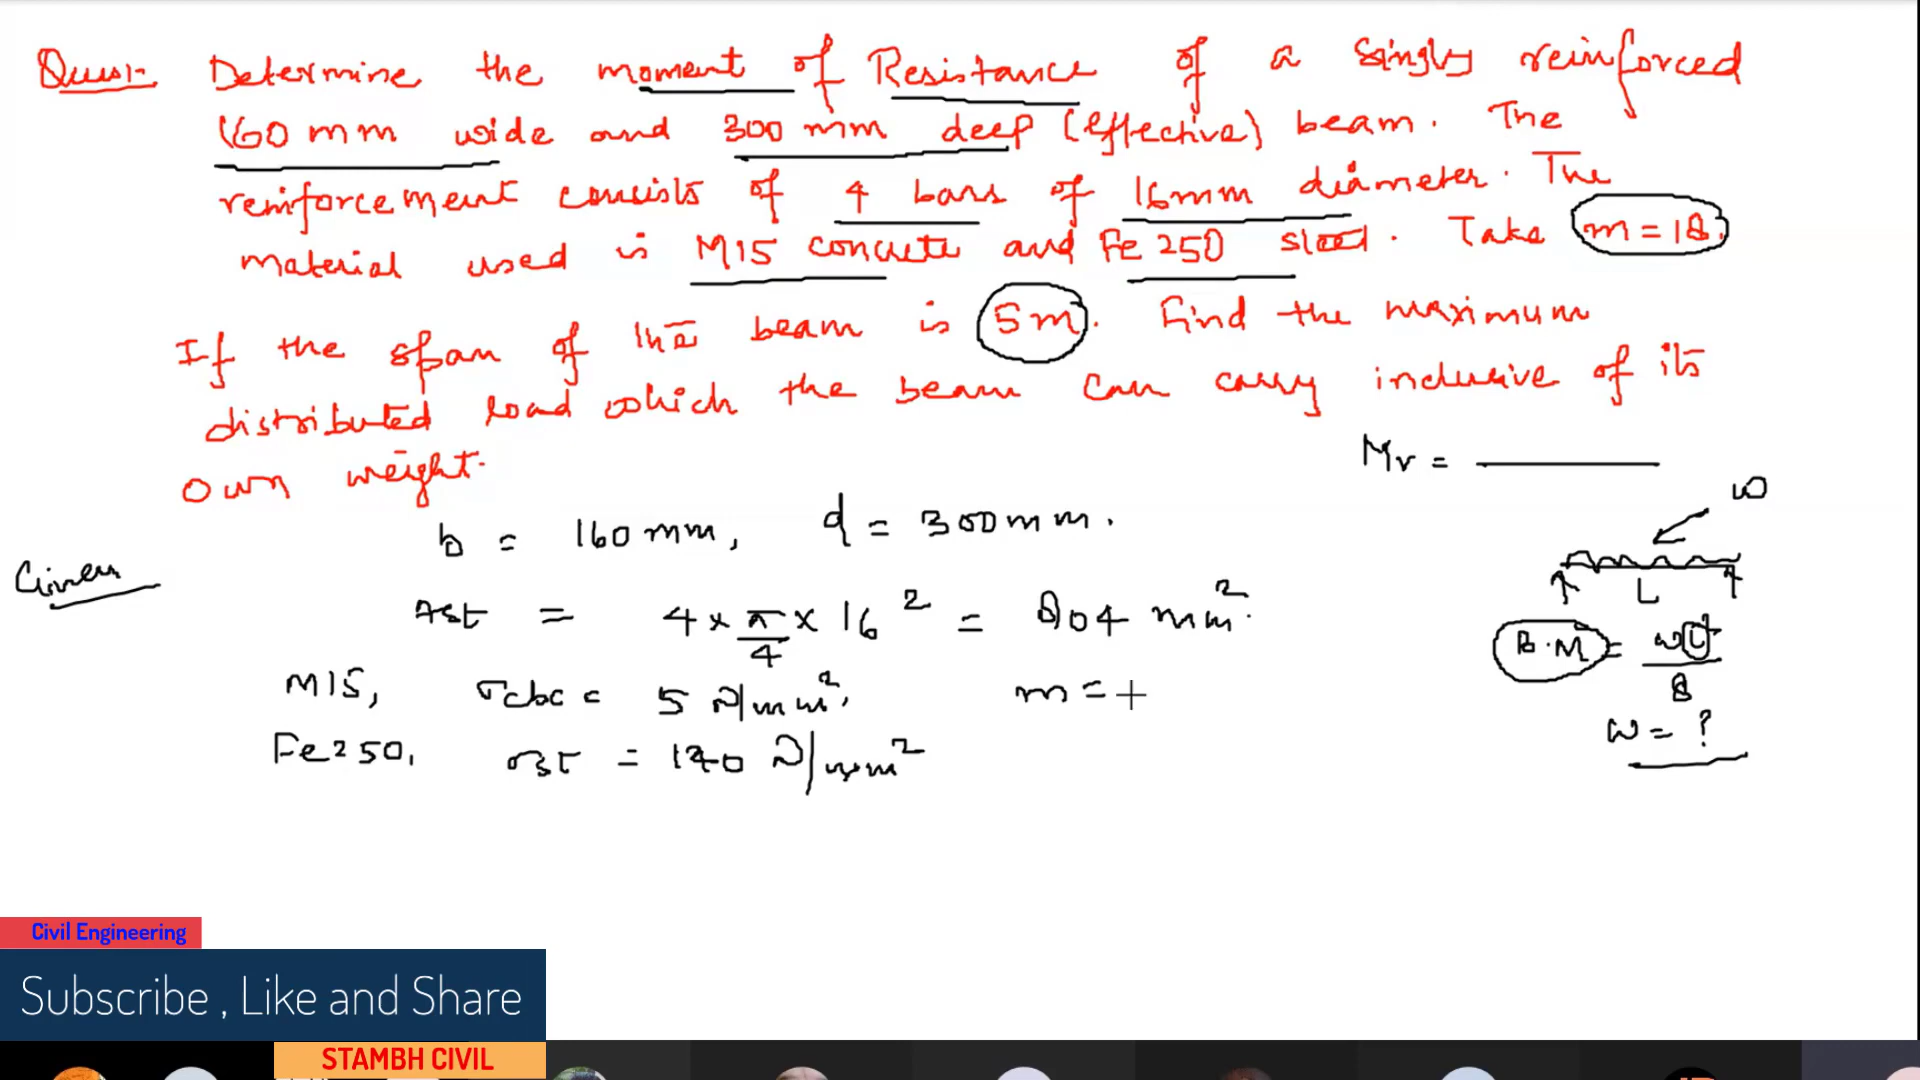 Ques:- Determine the moment of Resistance of a singly reinforced
160 mm wide and 300 mm deep (effective) beam. The
reinforcement consists of 4 bars of 16mm diameter. The
material used is M15 concrete and Fe 250 steel. Take m=18.
If the span of the beam is 5m. Find the maximum
distributed load which the beam can carry inclusive of its
own weight.
Mr =
w
Given
b = 160 mm, d = 300 mm.
L
Ast = 4 × π/4 × 16² = 804 mm².
B.M = wl²/8
M15, σcbc = 5 N/mm², m =
w = ?
Fe250, σst = 140 N/mm²
Civil Engineering
Subscribe , Like and Share
STAMBH CIVIL